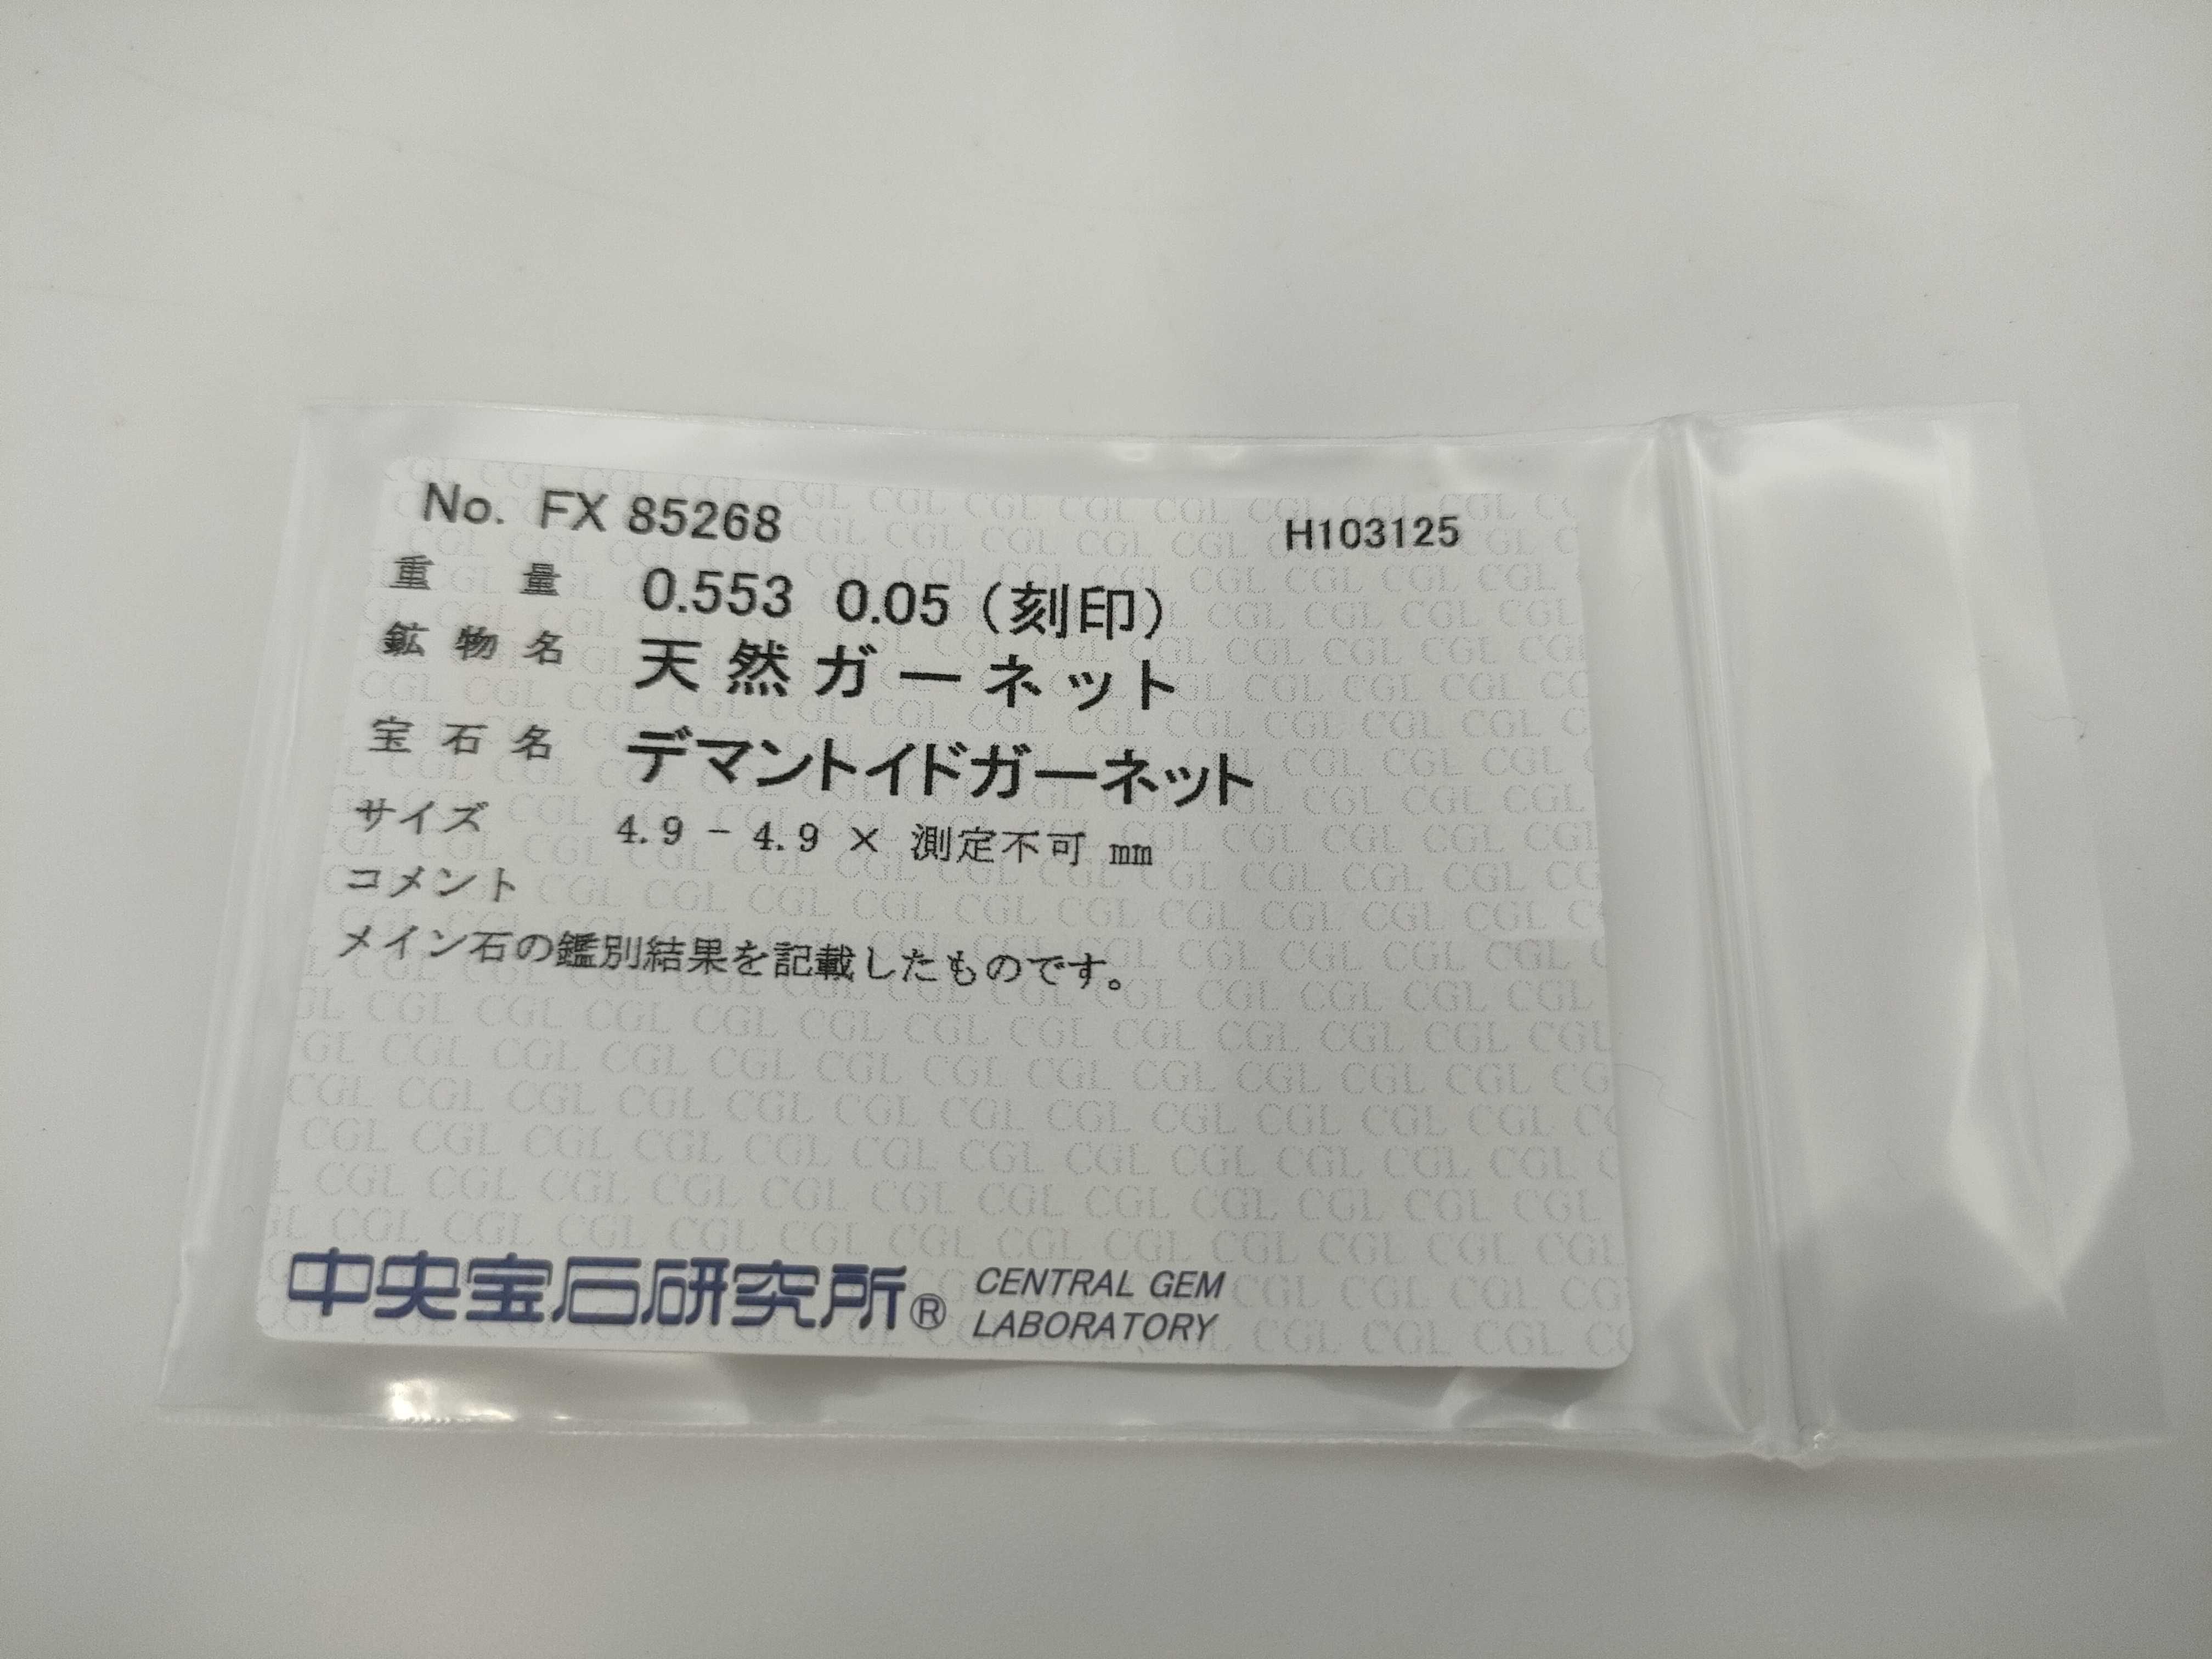 No. FX 85268 H103125
重量 0.553 0.05 (刻印)
鉱物名 天然ガーネット
宝石名 デマントイドガーネット
サイズ 4.9 - 4.9 × 測定不可 mm
コメント
メイン石の鑑別結果を記載したものです。
中央宝石研究所® CENTRAL GEM
LABORATORY